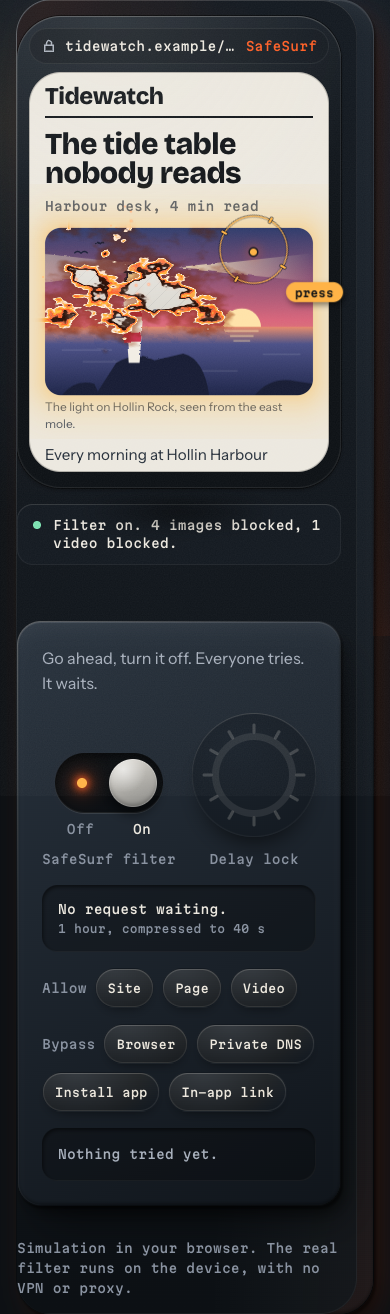 tidewatch.example/… SafeSurf
Tidewatch
The tide table
nobody reads
Harbour desk, 4 min read
press
The light on Hollin Rock, seen from the east
mole.
Every morning at Hollin Harbour
Filter on. 4 images blocked, 1
video blocked.
Go ahead, turn it off. Everyone tries.
It waits.
Off On
SafeSurf filter Delay lock
No request waiting.
1 hour, compressed to 40 s
Allow Site Page Video
Bypass Browser Private DNS
Install app In-app link
Nothing tried yet.
Simulation in your browser. The real
filter runs on the device, with no
VPN or proxy.